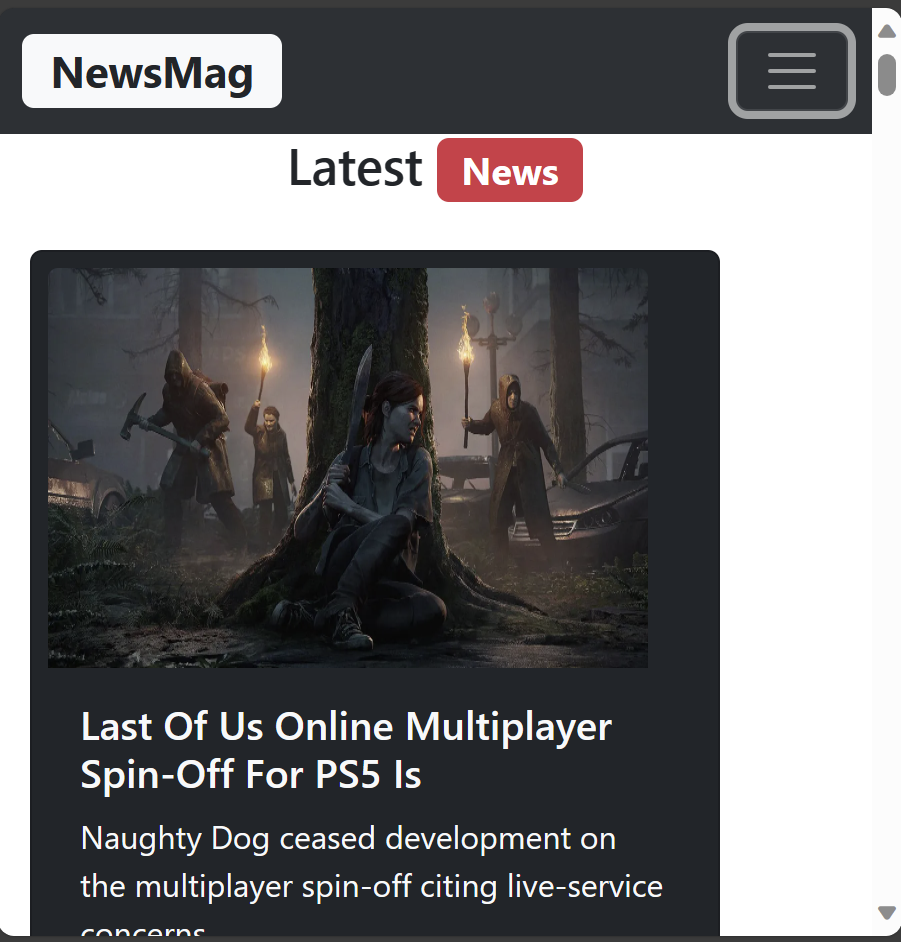 NewsMag
Latest News
Last Of Us Online Multiplayer
Spin-Off For PS5 Is
Naughty Dog ceased development on
the multiplayer spin-off citing live-service
concerns